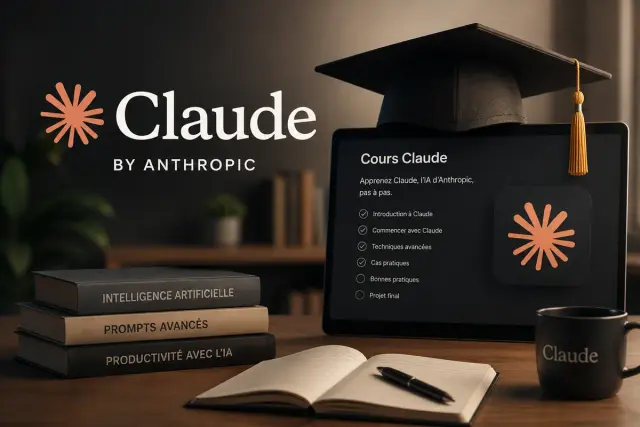 Claude
BY ANTHROPIC
Cours Claude
Apprenez Claude, l'IA d'Anthropic,
pas à pas.
Introduction à Claude
Commencer avec Claude
Techniques avancées
Cas pratiques
Bonnes pratiques
Projet final
INTELLIGENCE ARTIFICIELLE
PROMPTS AVANCÉS
PRODUCTIVITÉ AVEC L'IA
Claude